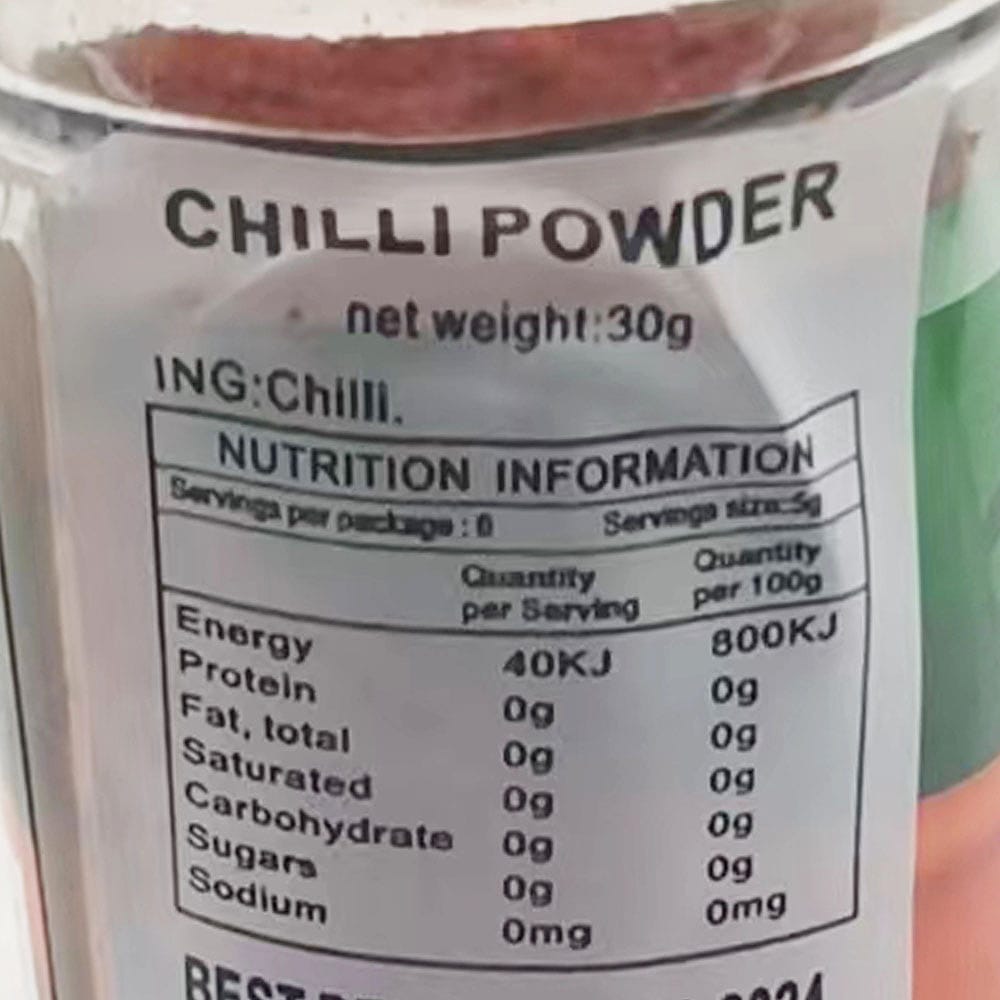 CHILLI POWDER
net weight:30g
ING:Chilli.
NUTRITION INFORMATION
Servings per package : 6 Servings size:5g
Quantity per Serving Quantity per 100g
Energy 40KJ 800KJ
Protein 0g 0g
Fat, total 0g 0g
Saturated 0g 0g
Carbohydrate 0g 0g
Sugars 0g 0g
Sodium 0mg 0mg
BEST